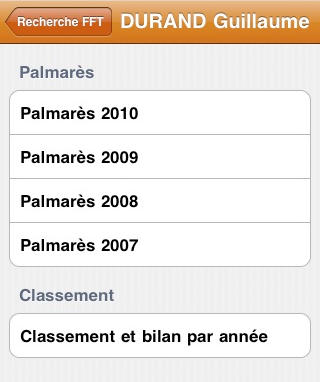 Recherche FFT
DURAND Guillaume
Palmarès
Palmarès 2010
Palmarès 2009
Palmarès 2008
Palmarès 2007
Classement
Classement et bilan par année